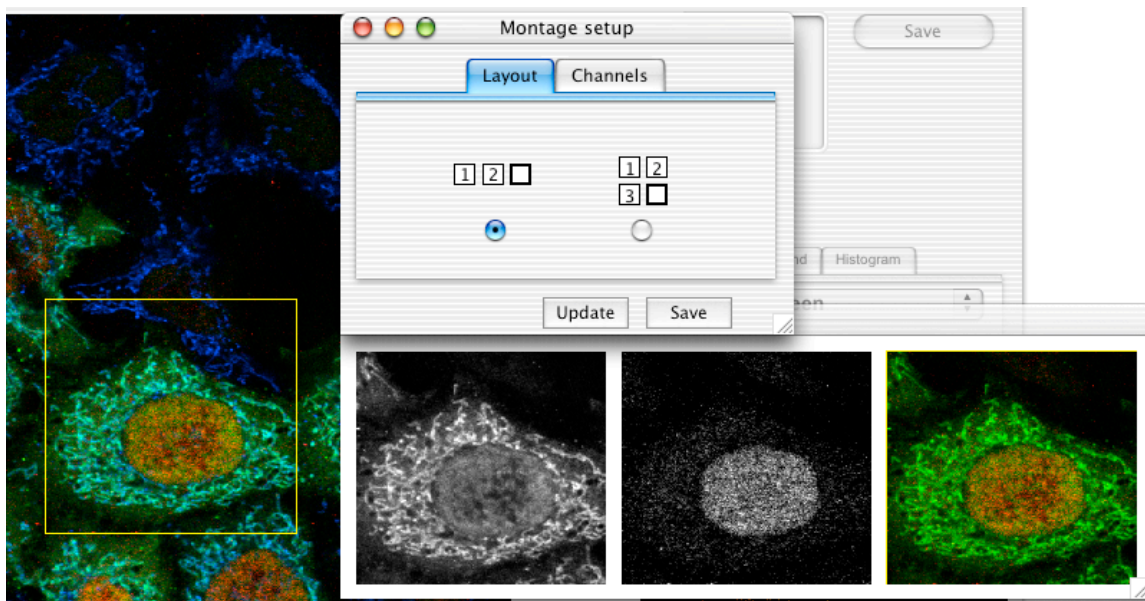 Montage setup
Save
Layout Channels
1 2
1 2
3
Histogram
Update Save